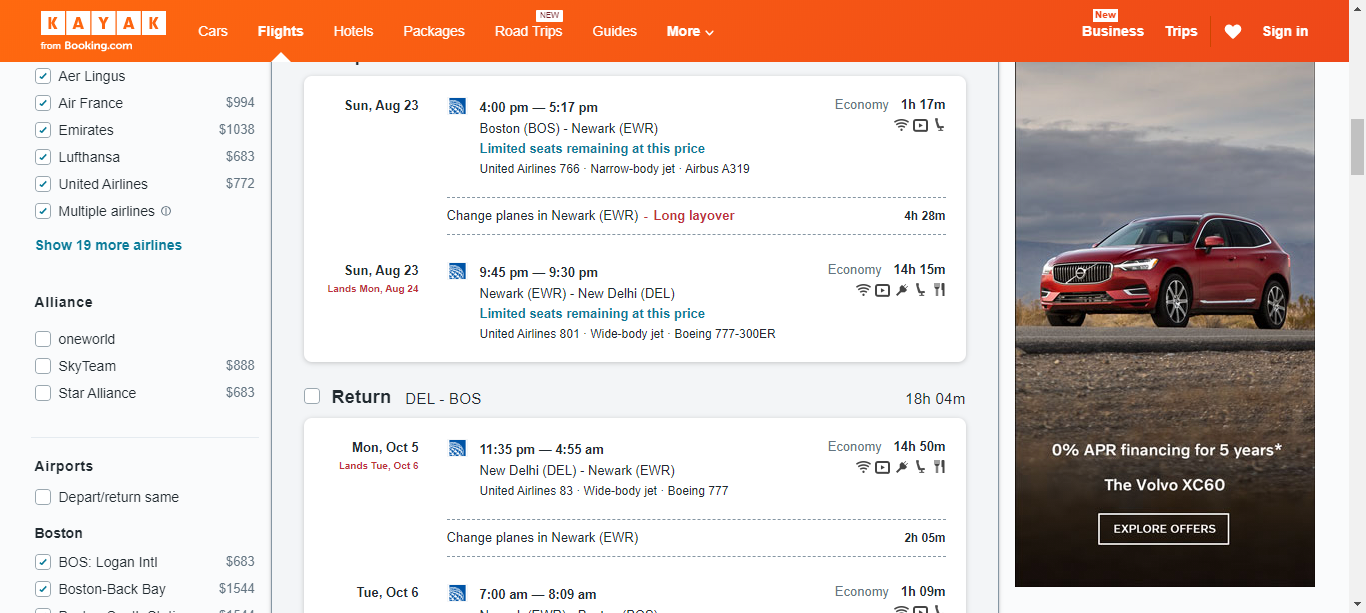 KAYAK
from Booking.com
Cars
Flights
Hotels
Packages
NEW
Road Trips
Guides
More
New
Business
Trips
Sign in
Aer Lingus
Air France $994
Emirates $1038
Lufthansa $683
United Airlines $772
Multiple airlines
Show 19 more airlines
Alliance
oneworld
SkyTeam $888
Star Alliance $683
Airports
Depart/return same
Boston
BOS: Logan Intl $683
Boston-Back Bay $1544
Sun, Aug 23
4:00 pm — 5:17 pm
Economy 1h 17m
Boston (BOS) - Newark (EWR)
Limited seats remaining at this price
United Airlines 766 · Narrow-body jet · Airbus A319
Change planes in Newark (EWR) - Long layover 4h 28m
Sun, Aug 23
Lands Mon, Aug 24
9:45 pm — 9:30 pm
Economy 14h 15m
Newark (EWR) - New Delhi (DEL)
Limited seats remaining at this price
United Airlines 801 · Wide-body jet · Boeing 777-300ER
Return DEL - BOS 18h 04m
Mon, Oct 5
Lands Tue, Oct 6
11:35 pm — 4:55 am
Economy 14h 50m
New Delhi (DEL) - Newark (EWR)
United Airlines 83 · Wide-body jet · Boeing 777
Change planes in Newark (EWR) 2h 05m
Tue, Oct 6
7:00 am — 8:09 am
Economy 1h 09m
0% APR financing for 5 years*
The Volvo XC60
EXPLORE OFFERS